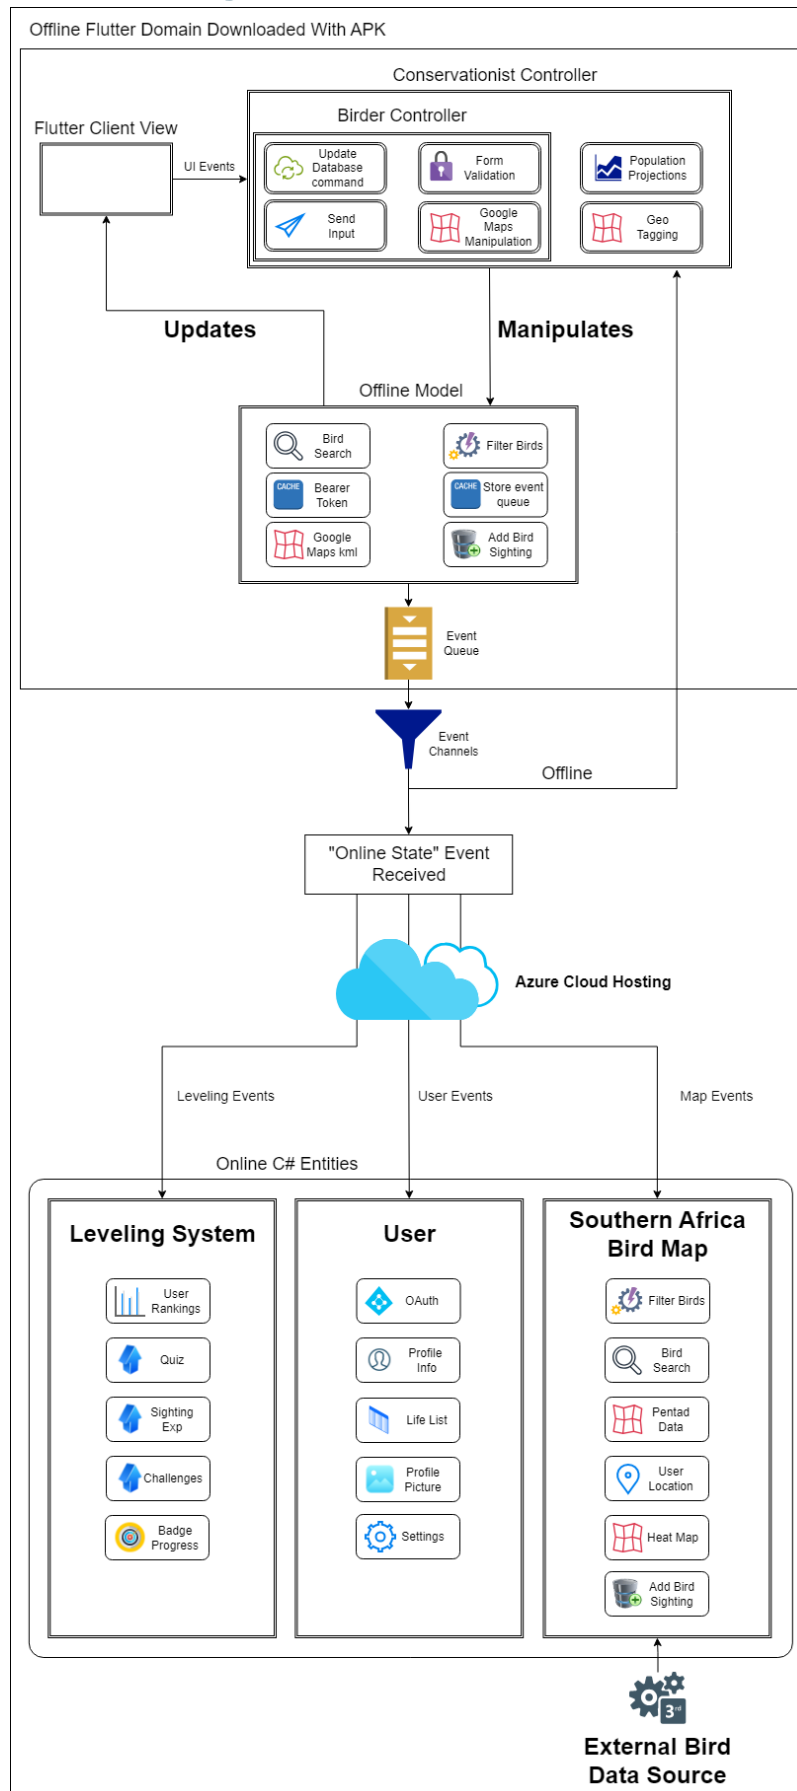 Offline Flutter Domain Downloaded With APK
Conservationist Controller
Birder Controller
Flutter Client View
UI Events
Update
Database
command
Form
Validation
Population
Projections
Send
Input
Google
Maps
Manipulation
Geo
Tagging
Updates
Manipulates
Offline Model
Bird
Search
Filter Birds
CACHE
Bearer
Token
CACHE
Store event
queue
Google
Maps kml
Add Bird
Sighting
Event
Queue
Event
Channels
Offline
"Online State" Event
Received
Azure Cloud Hosting
Leveling Events
User Events
Map Events
Online C# Entities
Leveling System
User
Rankings
Quiz
Sighting
Exp
Challenges
Badge
Progress
User
OAuth
Profile
Info
Life List
Profile
Picture
Settings
Southern Africa
Bird Map
Filter Birds
Bird
Search
Pentad
Data
User
Location
Heat Map
Add Bird
Sighting
3rd
External Bird
Data Source